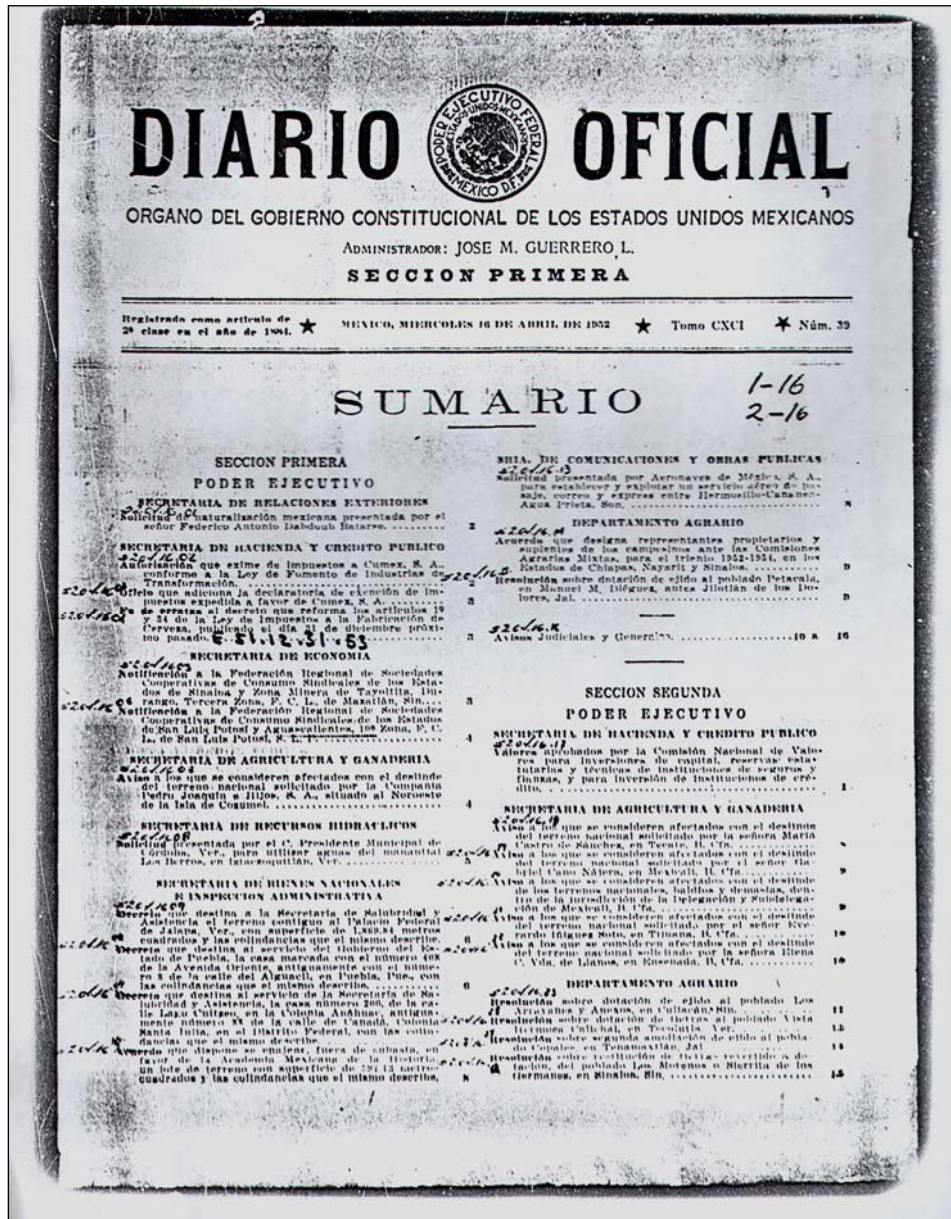 DIARIO OFICIAL
PODER EJECUTIVO FEDERAL
ESTADOS UNIDOS MEXICANOS
MEXICO D.F.
ORGANO DEL GOBIERNO CONSTITUCIONAL DE LOS ESTADOS UNIDOS MEXICANOS
ADMINISTRADOR: JOSE M. GUERRERO L.
SECCION PRIMERA
Registrado como artículo de
2ª clase en el año de 1884.
MEXICO, MIERCOLES 16 DE ABRIL DE 1952
Tomo CXCI
Núm. 39
SUMARIO
1-16
2-16
SECCION PRIMERA
PODER EJECUTIVO
SECRETARIA DE RELACIONES EXTERIORES
Solicitud de naturalización mexicana presentada por el
señor Federico Antonio Dabdoub Batarse. 2
SECRETARIA DE HACIENDA Y CREDITO PUBLICO
Autorización que exime de impuestos a Cumex, S. A.,
conforme a la Ley de Fomento de Industrias de
Transformación.
Oficio que adiciona la declaratoria de exención de im-
puestos expedida a favor de Cumex, S. A. 3
Fe de erratas al decreto que reforma los artículos 19
y 34 de la Ley de Impuestos a la Fabricación de
Cerveza, publicado el día 31 de diciembre próxi-
mo pasado. 3
SECRETARIA DE ECONOMIA
Notificación a la Federación Regional de Sociedades
Cooperativas de Consumo Sindicales de los Esta-
dos de Sinaloa y Zona Minera de Tayoltita, Du-
rango, Tercera Zona, F. C. L., de Mazatlán, Sin. 3
Notificación a la Federación Regional de Sociedades
Cooperativas de Consumo Sindicales de los Estados
de San Luis Potosí y Aguascalientes, 10ª Zona, F. C.
L., de San Luis Potosí, S. L. P. 4
SECRETARIA DE AGRICULTURA Y GANADERIA
Aviso a los que se consideren afectados con el deslinde
del terreno nacional solicitado por la Compañía
Pedro Joaquín e Hijos, S. A., situado al Noroeste
de la Isla de Cozumel. 4
SECRETARIA DE RECURSOS HIDRAULICOS
Solicitud presentada por el C. Presidente Municipal de
Córdoba, Ver., para utilizar aguas del manantial
Los Berros, en Ixtaczoquitlán, Ver. 5
SECRETARIA DE BIENES NACIONALES
E INSPECCION ADMINISTRATIVA
Decreto que destina a la Secretaría de Salubridad y
Asistencia el terreno contiguo al Palacio Federal
de Jalapa, Ver., con superficie de 1,869.84 metros
cuadrados y las colindancias que el mismo describe. 6
Decreto que destina al servicio del Gobierno del Es-
tado de Puebla, la casa marcada con el número 408
de la Avenida Oriente, antiguamente con el núme-
ro 8 de la calle del Alguacil, en Puebla, Pue., con
las colindancias que el mismo describe. 6
Decreto que destina al servicio de la Secretaría de Sa-
lubridad y Asistencia, la casa número 200, de la ca-
lle Lago Cuitzeo, en la Colonia Anáhuac, antigua-
mente número 88 de la calle de Canadá, Colonia
Santa Julia, en el Distrito Federal, con las colin-
dancias que el mismo describe.
Acuerdo que dispone se enajene, fuera de subasta, en
favor de la Academia Mexicana de la Historia,
un lote de terreno con superficie de metros
cuadrados y las colindancias que el mismo describe. 8
SRIA. DE COMUNICACIONES Y OBRAS PUBLICAS
Solicitud presentada por Aeronaves de México, S. A.,
para establecer y explotar un servicio aéreo de pa-
saje, correo y express entre Hermosillo-Cananea-
Agua Prieta, Son. 8
DEPARTAMENTO AGRARIO
Acuerdo que designa representantes propietarios y
suplentes de los campesinos ante las Comisiones
Agrarias Mixtas, para el trienio 1952-1954, en los
Estados de Chiapas, Nayarit y Sinaloa. 9
Resolución sobre dotación de ejido al poblado Petacala,
en Manuel M. Diéguez, antes Jilotlán de los Do-
lores, Jal. 9
Avisos Judiciales y Generales. 10 a 16
SECCION SEGUNDA
PODER EJECUTIVO
SECRETARIA DE HACIENDA Y CREDITO PUBLICO
Valores aprobados por la Comisión Nacional de Valo-
res para inversiones de capital, reservas esta-
tutarias y técnicas de instituciones de seguros y
fianzas, y para inversión de instituciones de cré-
dito. 1
SECRETARIA DE AGRICULTURA Y GANADERIA
Aviso a los que se consideren afectados con el deslinde
del terreno nacional solicitado por la señora María
Castro de Sánchez, en Tecate, B. Cfa.
Aviso a los que se consideren afectados con el deslinde
del terreno nacional solicitado por el señor Ga-
briel Cano Nájera, en Mexicali, B. Cfa.
Aviso a los que se consideren afectados con el deslinde
de los terrenos nacionales, baldíos y demasías, den-
tro de la jurisdicción de la Delegación y Subdelega-
ción de Mexicali, B. Cfa.
Aviso a los que se consideren afectados con el deslinde
del terreno nacional solicitado, por el señor Eve-
rardo Iñiguez Soto, en Tijuana, B. Cfa. 10
Aviso a los que se consideren afectados con el deslinde
del terreno nacional solicitado por la señora Elena
C. Vda. de Llanos, en Ensenada, B. Cfa. 10
DEPARTAMENTO AGRARIO
Resolución sobre dotación de ejido al poblado Los
Arrayanes y Anexos, en Culiacán, Sin. 11
Resolución sobre dotación de tierras al poblado Vista
Hermosa Calichal, en Tecolutla, Ver.
Resolución sobre segunda ampliación de ejido al pobla-
do Copales, en Tenamaxtlán, Jal.
Resolución sobre restitución de tierras revertido a do-
tación, del poblado Los Morenos o Sierrita de los
Germanes, en Sinaloa, Sin.